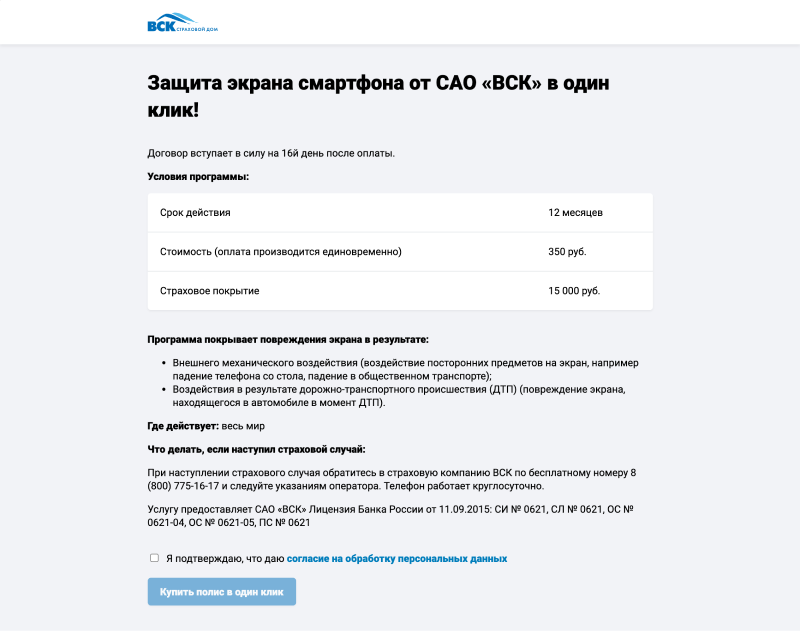 ВСК СТРАХОВОЙ ДОМ
Защита экрана смартфона от САО «ВСК» в один
клик!
Договор вступает в силу на 16й день после оплаты.
Условия программы:
Срок действия 12 месяцев
Стоимость (оплата производится единовременно) 350 руб.
Страховое покрытие 15 000 руб.
Программа покрывает повреждения экрана в результате:
• Внешнего механического воздействия (воздействие посторонних предметов на экран, например
падение телефона со стола, падение в общественном транспорте);
• Воздействия в результате дорожно-транспортного происшествия (ДТП) (повреждение экрана,
находящегося в автомобиле в момент ДТП).
Где действует: весь мир
Что делать, если наступил страховой случай:
При наступлении страхового случая обратитесь в страховую компанию ВСК по бесплатному номеру 8
(800) 775-16-17 и следуйте указаниям оператора. Телефон работает круглосуточно.
Услугу предоставляет САО «ВСК» Лицензия Банка России от 11.09.2015: СИ № 0621, СЛ № 0621, ОС №
0621-04, ОС № 0621-05, ПС № 0621
Я подтверждаю, что даю согласие на обработку персональных данных
Купить полис в один клик